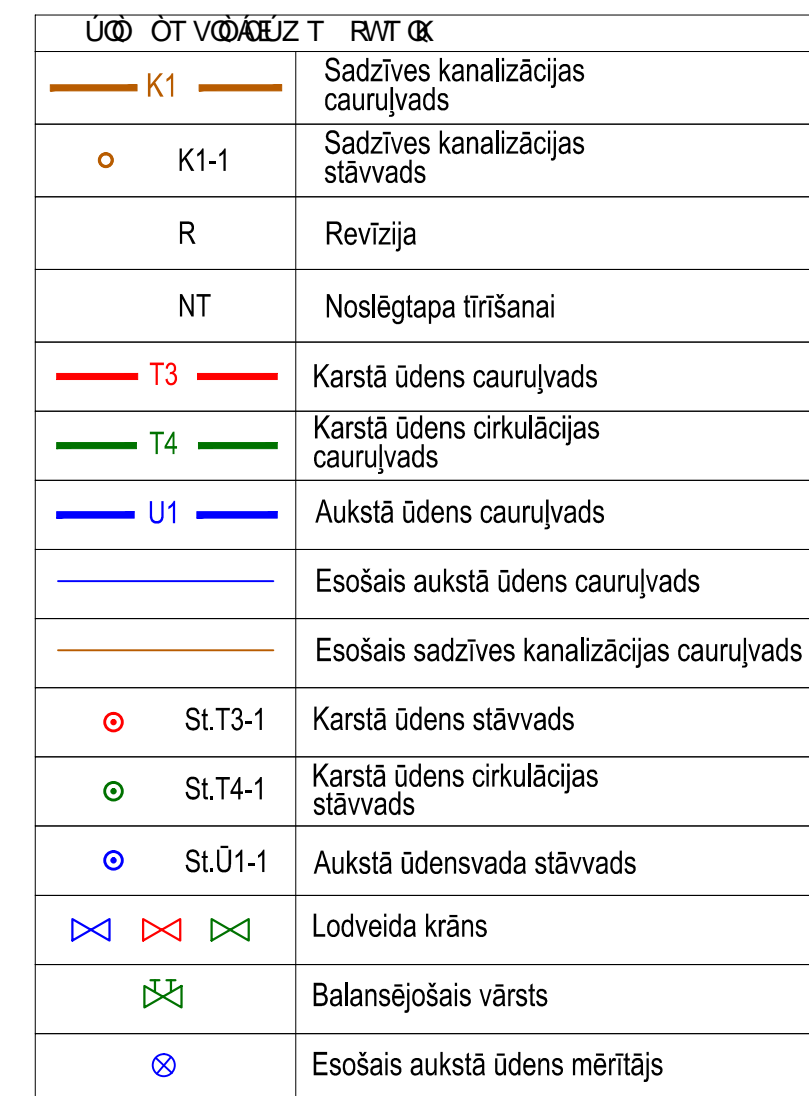 K1 Sadzīves kanalizācijas
cauruļvads
K1-1 Sadzīves kanalizācijas
stāvvads
R Revīzija
NT Noslēgtapa tīrīšanai
T3 Karstā ūdens cauruļvads
T4 Karstā ūdens cirkulācijas
cauruļvads
U1 Aukstā ūdens cauruļvads
Esošais aukstā ūdens cauruļvads
Esošais sadzīves kanalizācijas cauruļvads
St.T3-1 Karstā ūdens stāvvads
St.T4-1 Karstā ūdens cirkulācijas
stāvvads
St.Ū1-1 Aukstā ūdensvada stāvvads
Lodveida krāns
Balansējošais vārsts
Esošais aukstā ūdens mērītājs